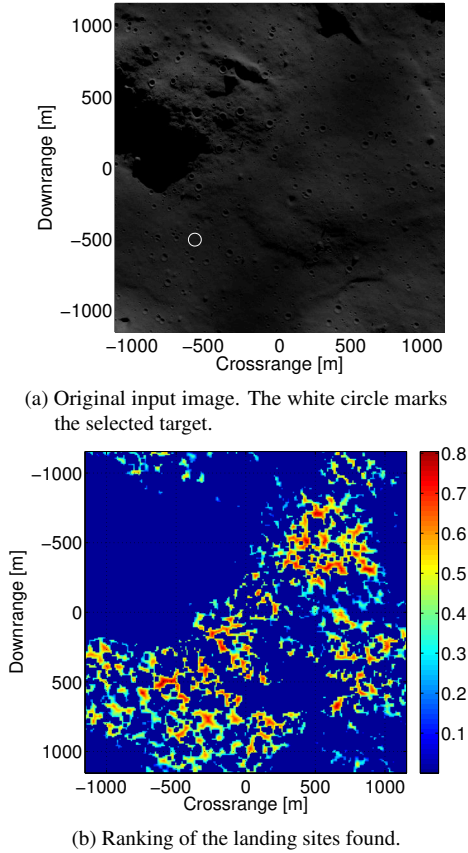 1000
500
0
−500
−1000
Downrange [m]
−1000 −500 0 500 1000
Crossrange [m]
(a) Original input image. The white circle marks
the selected target.
−1000
−500
0
500
1000
Downrange [m]
−1000 −500 0 500 1000
Crossrange [m]
0.8
0.7
0.6
0.5
0.4
0.3
0.2
0.1
(b) Ranking of the landing sites found.